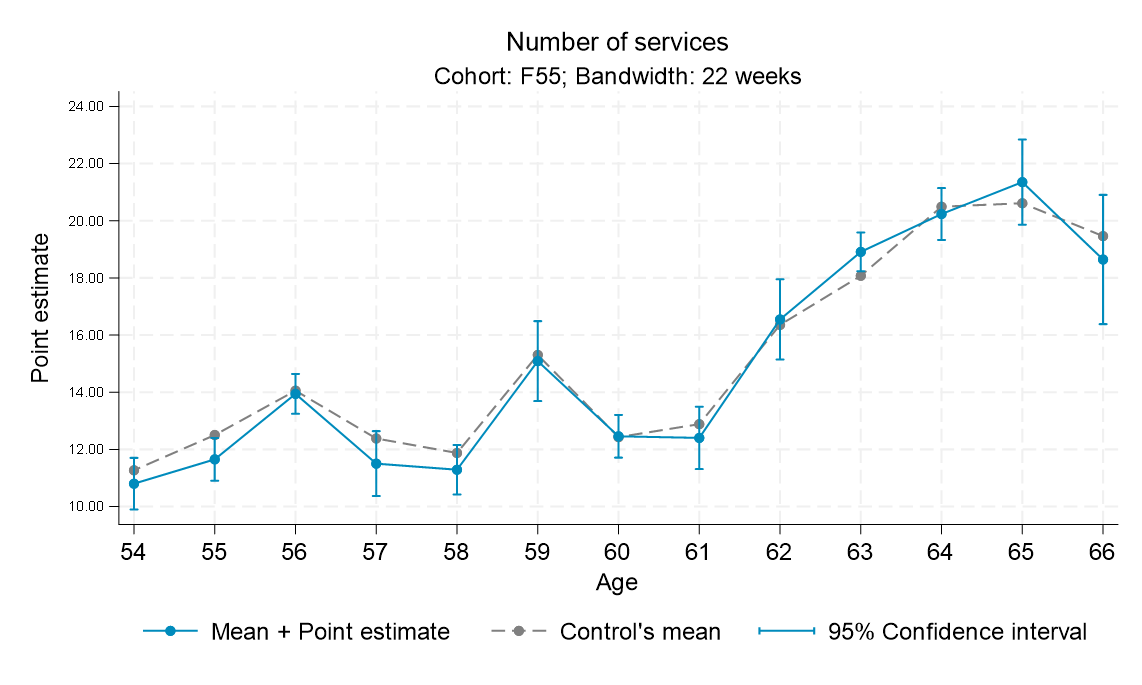 Number of services
Cohort: F55; Bandwidth: 22 weeks
Point estimate
24.00
22.00
20.00
18.00
16.00
14.00
12.00
10.00
54 55 56 57 58 59 60 61 62 63 64 65 66
Age
Mean + Point estimate Control's mean 95% Confidence interval